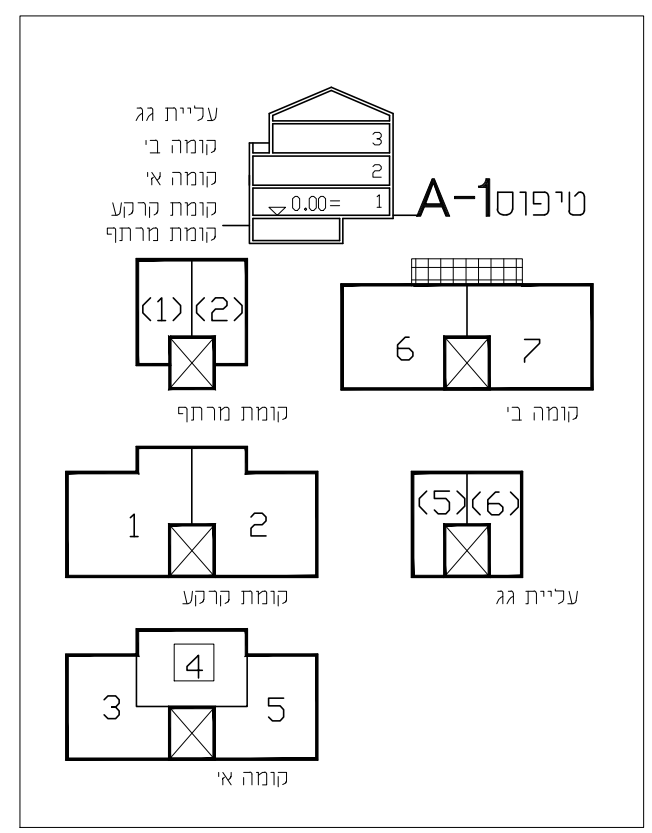 עליית גג
קומה ב'
3
קומה א'
2
קומת קרקע
0.00=
1
טיפוס A-1
קומת מרתף
(1) (2)
6 7
קומת מרתף
קומה ב'
1 2
(5) (6)
קומת קרקע
עליית גג
4
3 5
קומה א'